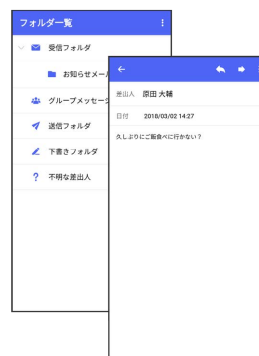 フォルダ一覧
受信フォルダ
お知らせメー
グループメッセージ
送信フォルダ
下書きフォルダ
? 不明な差出人
差出人 原田 大輔
日付 2018/03/02 14:27
久しぶりにご飯食べに行かない？